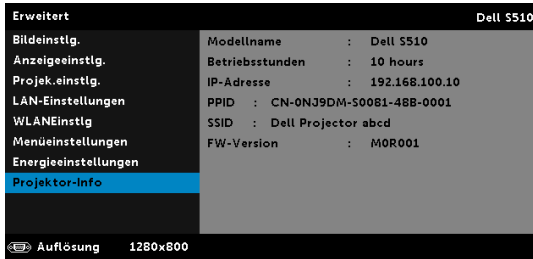 Erweitert Dell S510
Bildeinstlg.
Anzeigeeinstlg.
Projek.einstlg.
LAN-Einstellungen
WLANEinstlg
Menüeinstellungen
Energieeinstellungen
Projektor-Info
Modellname : Dell S510
Betriebsstunden : 10 hours
IP-Adresse : 192.168.100.10
PPID : CN-0NJ9DM-S0081-48B-0001
SSID : Dell Projector abcd
FW-Version : M0R001
Auflösung 1280x800